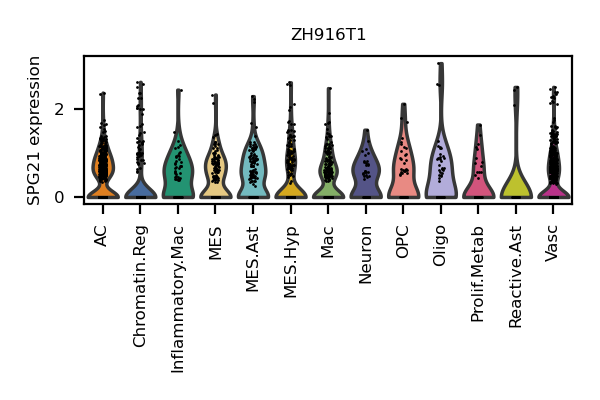 ZH916T1
SPG21 expression
2
0
AC
Chromatin.Reg
Inflammatory.Mac
MES
MES.Ast
MES.Hyp
Mac
Neuron
OPC
Oligo
Prolif.Metab
Reactive.Ast
Vasc